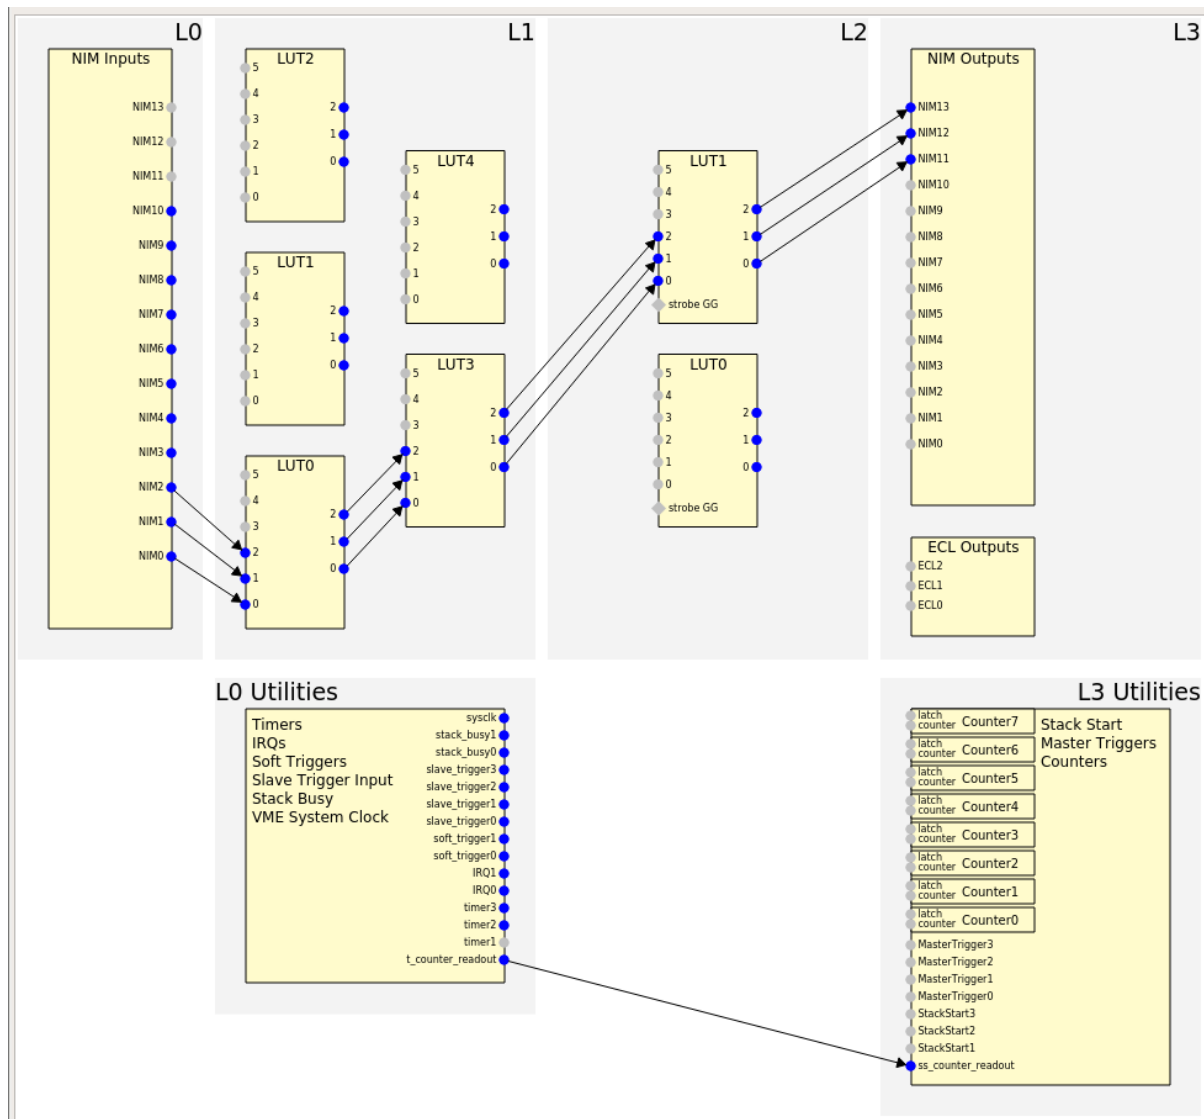 L0
L1
L2
L3
NIM Inputs
NIM13
NIM12
NIM11
NIM10
NIM9
NIM8
NIM7
NIM6
NIM5
NIM4
NIM3
NIM2
NIM1
NIM0
LUT2
5
4
3
2
1
0
2
1
0
LUT1
5
4
3
2
1
0
2
1
0
LUT0
5
4
3
2
1
0
2
1
0
LUT4
5
4
3
2
1
0
2
1
0
LUT3
5
4
3
2
1
0
2
1
0
LUT1
5
4
3
2
1
0
strobe GG
2
1
0
LUT0
5
4
3
2
1
0
strobe GG
2
1
0
NIM Outputs
NIM13
NIM12
NIM11
NIM10
NIM9
NIM8
NIM7
NIM6
NIM5
NIM4
NIM3
NIM2
NIM1
NIM0
ECL Outputs
ECL2
ECL1
ECL0
L0 Utilities
Timers
IRQs
Soft Triggers
Slave Trigger Input
Stack Busy
VME System Clock
sysclk
stack_busy1
stack_busy0
slave_trigger3
slave_trigger2
slave_trigger1
slave_trigger0
soft_trigger1
soft_trigger0
IRQ1
IRQ0
timer3
timer2
timer1
t_counter_readout
L3 Utilities
latch
counter Counter7
latch
counter Counter6
latch
counter Counter5
latch
counter Counter4
latch
counter Counter3
latch
counter Counter2
latch
counter Counter1
latch
counter Counter0
Stack Start
Master Triggers
Counters
MasterTrigger3
MasterTrigger2
MasterTrigger1
MasterTrigger0
StackStart3
StackStart2
StackStart1
ss_counter_readout